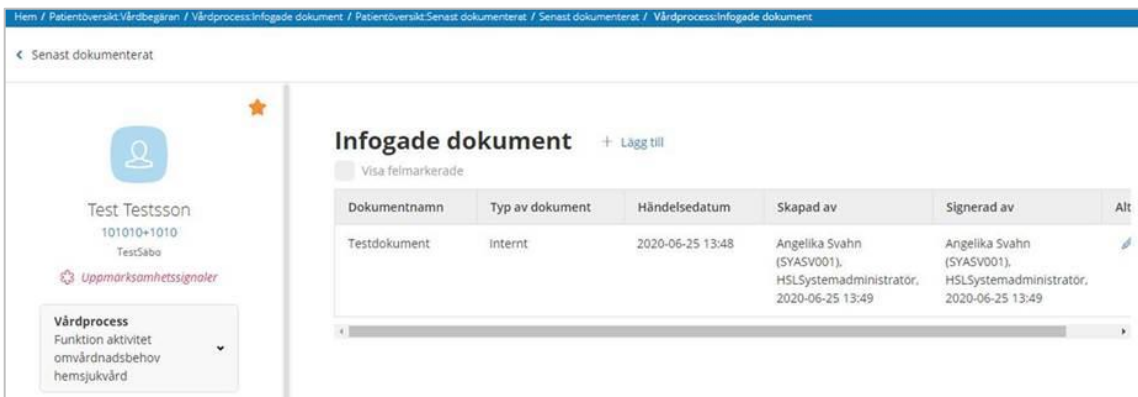 Hem / Patientöversikt:Vårdbegäran / Vårdprocess:Infogade dokument / Patientöversikt:Senast dokumenterat / Senast dokumenterat / Vårdprocess:Infogade dokument
Senast dokumenterat
Infogade dokument + Lägg till
Visa felmarkerade
Test Testsson
101010+1010
TestSäbo
Uppmärksamhetssignaler
Vårdprocess
Funktion aktivitet
omvårdnadsbehov
hemsjukvård
Dokumentnamn Typ av dokument Händelsedatum Skapad av Signerad av Alt
Testdokument Internt 2020-06-25 13:48 Angelika Svahn Angelika Svahn
(SYASV001), (SYASV001),
HSLSystemadministratör, HSLSystemadministratör,
2020-06-25 13:49 2020-06-25 13:49